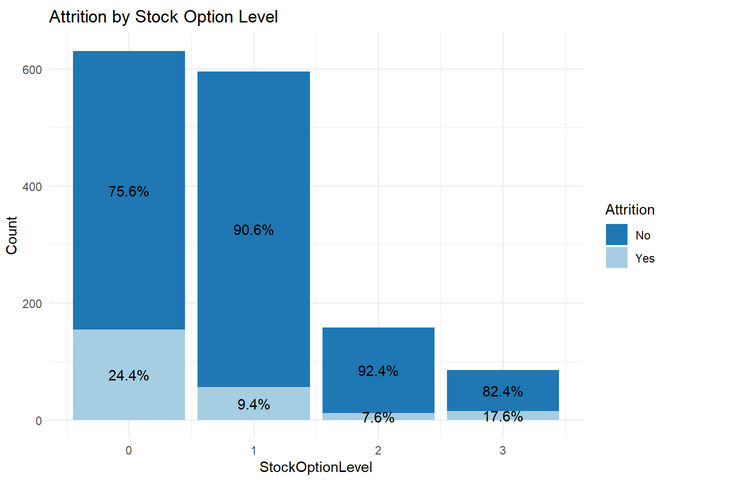 Attrition by Stock Option Level
600
400
200
0
Count
75.6%
24.4%
90.6%
9.4%
92.4%
7.6%
82.4%
17.6%
0 1 2 3
StockOptionLevel
Attrition
No
Yes